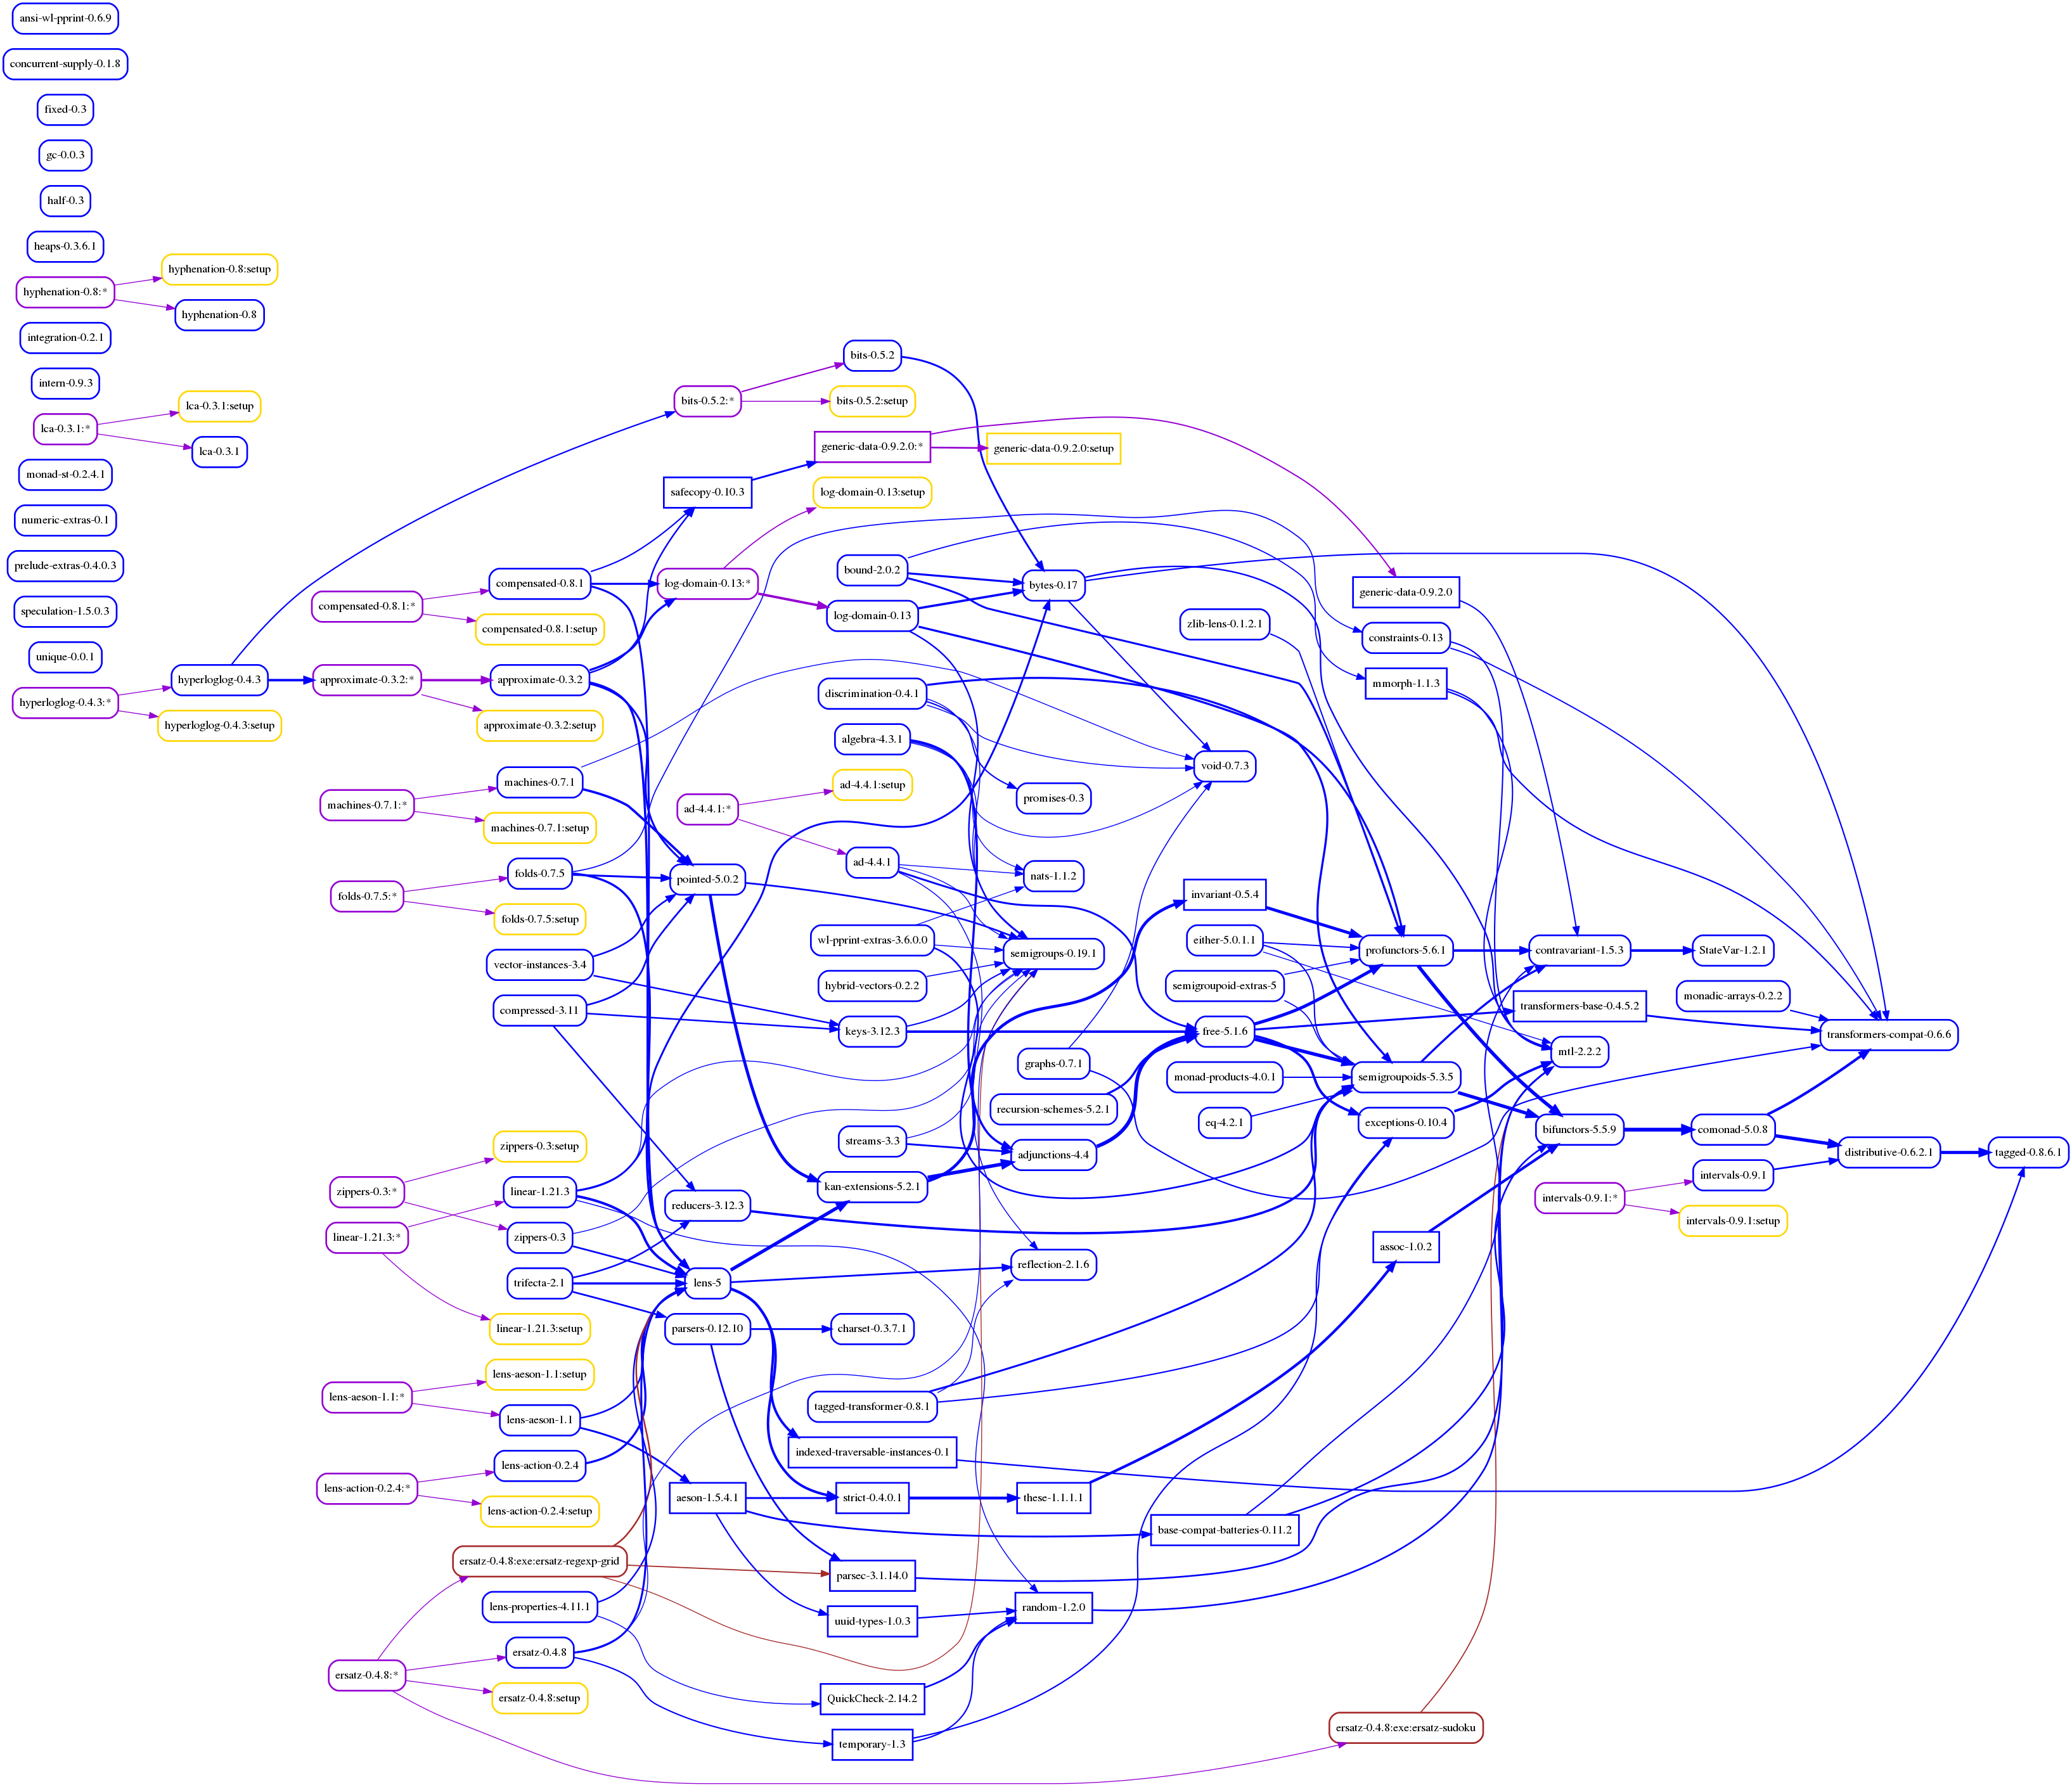 ansi-wl-pprint-0.6.9
concurrent-supply-0.1.8
fixed-0.3
gc-0.0.3
half-0.3
heaps-0.3.6.1
hyphenation-0.8:*
hyphenation-0.8:setup
hyphenation-0.8
integration-0.2.1
intern-0.9.3
lca-0.3.1:*
lca-0.3.1:setup
lca-0.3.1
monad-st-0.2.4.1
numeric-extras-0.1
prelude-extras-0.4.0.3
speculation-1.5.0.3
unique-0.0.1
hyperloglog-0.4.3:*
hyperloglog-0.4.3
hyperloglog-0.4.3:setup
compensated-0.8.1:*
approximate-0.3.2:*
machines-0.7.1:*
folds-0.7.5:*
zippers-0.3:*
linear-1.21.3:*
lens-aeson-1.1:*
lens-action-0.2.4:*
ersatz-0.4.8:*
compensated-0.8.1
compensated-0.8.1:setup
approximate-0.3.2
approximate-0.3.2:setup
machines-0.7.1
machines-0.7.1:setup
folds-0.7.5
folds-0.7.5:setup
vector-instances-3.4
compressed-3.11
zippers-0.3:setup
linear-1.21.3
zippers-0.3
trifecta-2.1
linear-1.21.3:setup
lens-aeson-1.1:setup
lens-aeson-1.1
lens-action-0.2.4
lens-action-0.2.4:setup
ersatz-0.4.8:exe:ersatz-regexp-grid
lens-properties-4.11.1
ersatz-0.4.8
ersatz-0.4.8:setup
bits-0.5.2:*
safecopy-0.10.3
log-domain-0.13:*
ad-4.4.1:*
pointed-5.0.2
reducers-3.12.3
lens-5
parsers-0.12.10
aeson-1.5.4.1
bits-0.5.2
bits-0.5.2:setup
generic-data-0.9.2.0:*
log-domain-0.13:setup
bound-2.0.2
log-domain-0.13
discrimination-0.4.1
algebra-4.3.1
ad-4.4.1:setup
ad-4.4.1
wl-pprint-extras-3.6.0.0
hybrid-vectors-0.2.2
keys-3.12.3
streams-3.3
kan-extensions-5.2.1
charset-0.3.7.1
tagged-transformer-0.8.1
indexed-traversable-instances-0.1
strict-0.4.0.1
parsec-3.1.14.0
uuid-types-1.0.3
QuickCheck-2.14.2
temporary-1.3
generic-data-0.9.2.0:setup
bytes-0.17
promises-0.3
nats-1.1.2
semigroups-0.19.1
graphs-0.7.1
recursion-schemes-5.2.1
adjunctions-4.4
reflection-2.1.6
these-1.1.1.1
random-1.2.0
zlib-lens-0.1.2.1
void-0.7.3
invariant-0.5.4
either-5.0.1.1
semigroupoid-extras-5
free-5.1.6
monad-products-4.0.1
eq-4.2.1
base-compat-batteries-0.11.2
generic-data-0.9.2.0
constraints-0.13
mmorph-1.1.3
profunctors-5.6.1
semigroupoids-5.3.5
exceptions-0.10.4
assoc-1.0.2
ersatz-0.4.8:exe:ersatz-sudoku
contravariant-1.5.3
transformers-base-0.4.5.2
mtl-2.2.2
bifunctors-5.5.9
intervals-0.9.1:*
StateVar-1.2.1
monadic-arrays-0.2.2
comonad-5.0.8
intervals-0.9.1
intervals-0.9.1:setup
transformers-compat-0.6.6
distributive-0.6.2.1
tagged-0.8.6.1